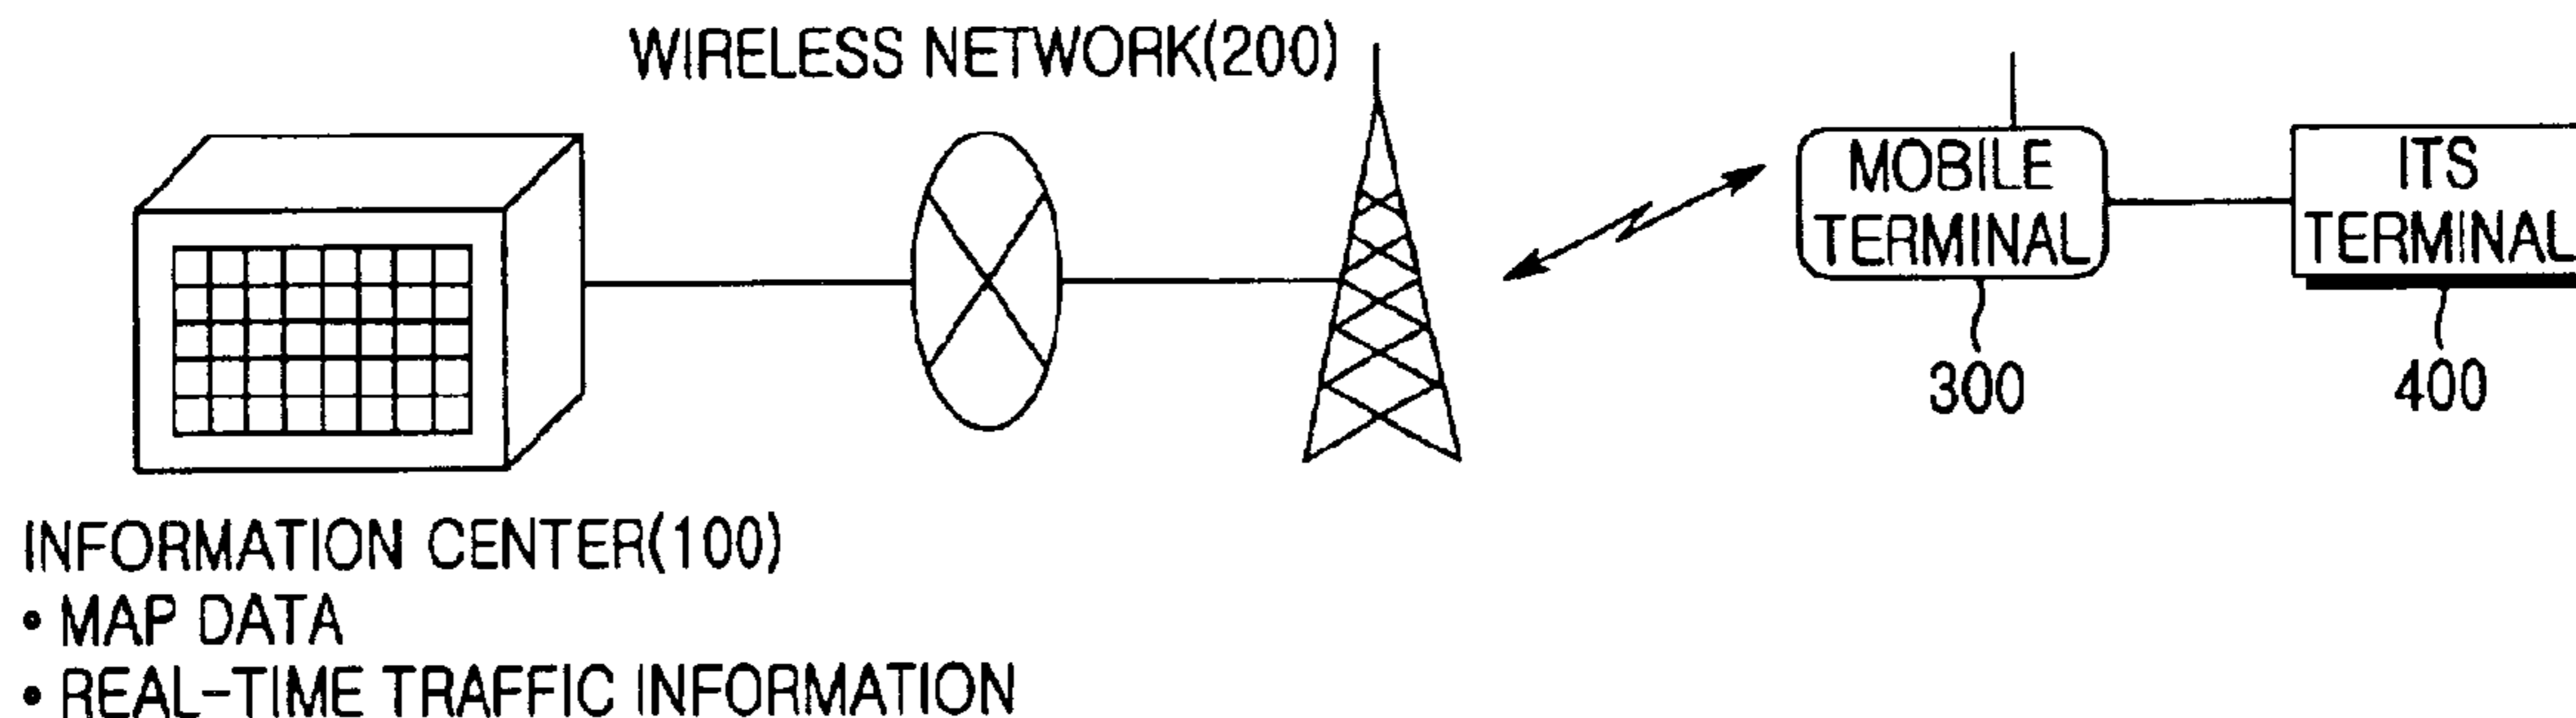 WIRELESS NETWORK(200)
MOBILE
TERMINAL
ITS
TERMINAL
300
400
INFORMATION CENTER(100)
• MAP DATA
• REAL-TIME TRAFFIC INFORMATION